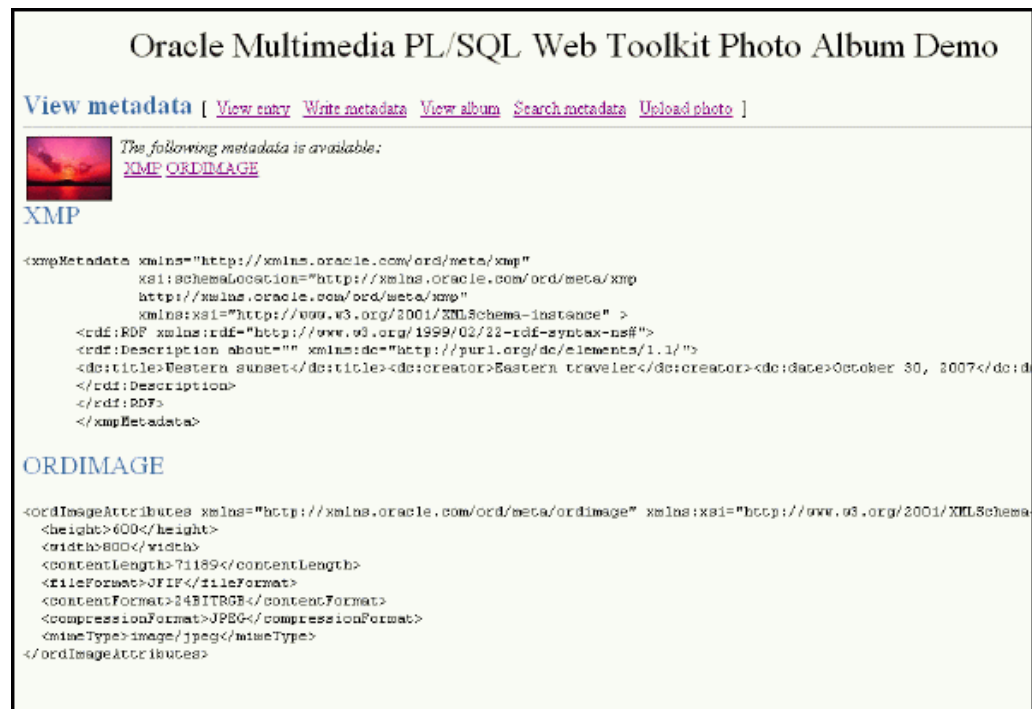 Oracle Multimedia PL/SQL Web Toolkit Photo Album Demo
View metadata [ View entry Write metadata View album Search metadata Upload photo ]
The following metadata is available:
XMP ORDIMAGE
XMP
<xmpMetadata xmlns="http://xmlns.oracle.com/ord/meta/xmp"
xsi:schemaLocation="http://xmlns.oracle.com/ord/meta/xmp
http://xmlns.oracle.com/ord/meta/xmp"
xmlns:xsi="http://www.w3.org/2001/XMLSchema-instance" >
<rdf:RDF xmlns:rdf="http://www.w3.org/1999/02/22-rdf-syntax-ns#">
<rdf:Description about="" xmlns:dc="http://purl.org/dc/elements/1.1/">
<dc:title>Western sunset</dc:title><dc:creator>Eastern traveler</dc:creator><dc:date>October 30, 2007</dc:d
</rdf:Description>
</rdf:RDF>
</xmpMetadata>
ORDIMAGE
<ordImageAttributes xmlns="http://xmlns.oracle.com/ord/meta/ordimage" xmlns:xsi="http://www.w3.org/2001/XMLSchema-
<height>600</height>
<width>800</width>
<contentLength>71189</contentLength>
<fileFormat>JFIF</fileFormat>
<contentFormat>24BITRGB</contentFormat>
<compressionFormat>JPEG</compressionFormat>
<mimeType>image/jpeg</mimeType>
</ordImageAttributes>